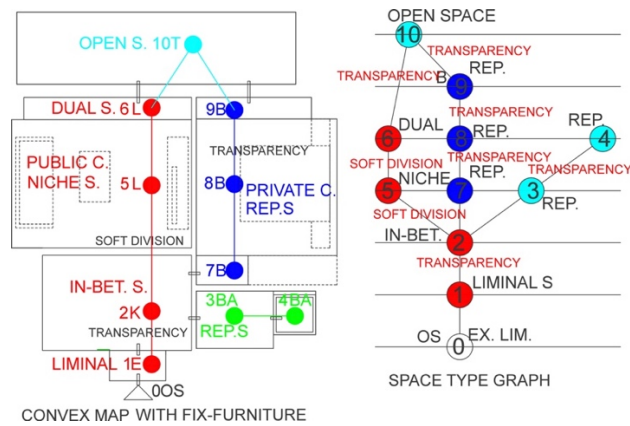 OPEN S. 10T
DUAL S. 6L
9B
TRANSPARENCY
PUBLIC C.
NICHE S.
5L
8B
PRIVATE C.
REP.S
SOFT DIVISION
7B
IN-BET. S.
2K
TRANSPARENCY
3BA
4BA
REP.S
LIMINAL 1E
0OS
CONVEX MAP WITH FIX-FURNITURE
OPEN SPACE
10
TRANSPARENCY
REP.
TRANSPARENCY
B
9
TRANSPARENCY
6
DUAL
8
REP.
REP.
4
TRANSPARENCY
SOFT DIVISION
NICHE
REP.
TRANSPARENCY
5
7
3
REP.
SOFT DIVISION
IN-BET.
2
TRANSPARENCY
1
LIMINAL S
OS
0
EX. LIM.
SPACE TYPE GRAPH